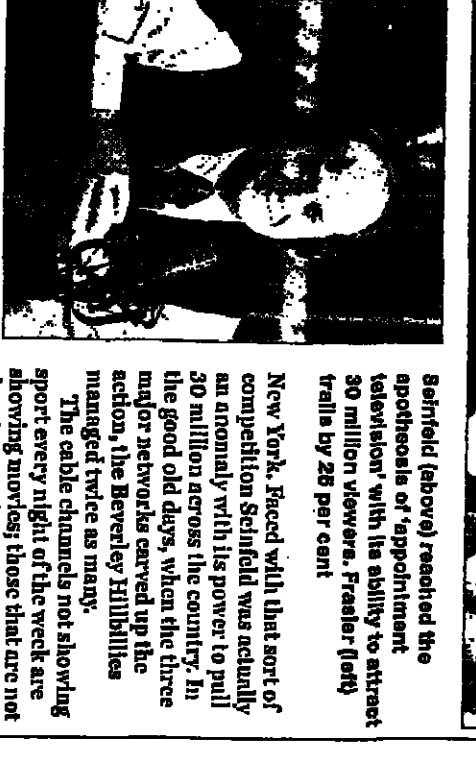 Seinfeld (above) reached the
apotheosis of 'appointment
television' with its ability to attract
30 million viewers. Frasier (left)
trails by 26 per cent
New York. Faced with that sort of
competition Seinfeld was actually
an anomaly with its power to pull
30 million across the country. In
the good old days, when the three
major networks carved up the
action, the Beverley Hillbillies
managed twice as many.
The cable channels not showing
sport every night of the week are
showing movies; those that are not